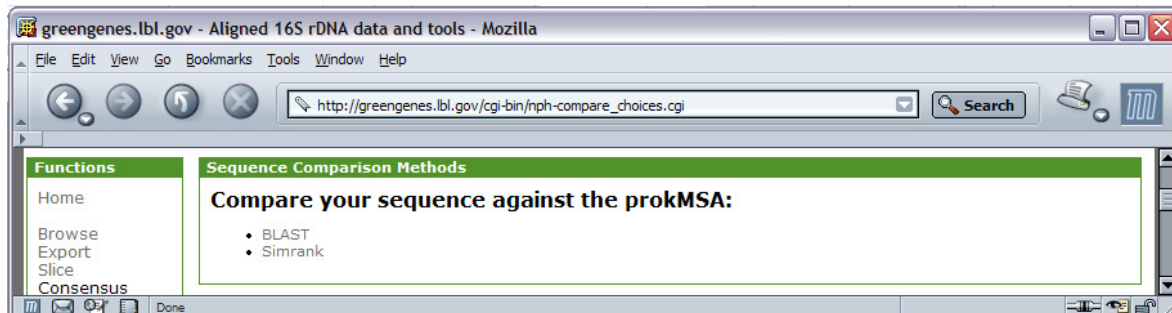 greengenes.lbl.gov - Aligned 16S rDNA data and tools - Mozilla
File Edit View Go Bookmarks Tools Window Help
http://greengenes.lbl.gov/cgi-bin/nph-compare_choices.cgi Search
Functions
Home
Browse
Export
Slice
Consensus
Sequence Comparison Methods
Compare your sequence against the prokMSA:
• BLAST
• Simrank
Done